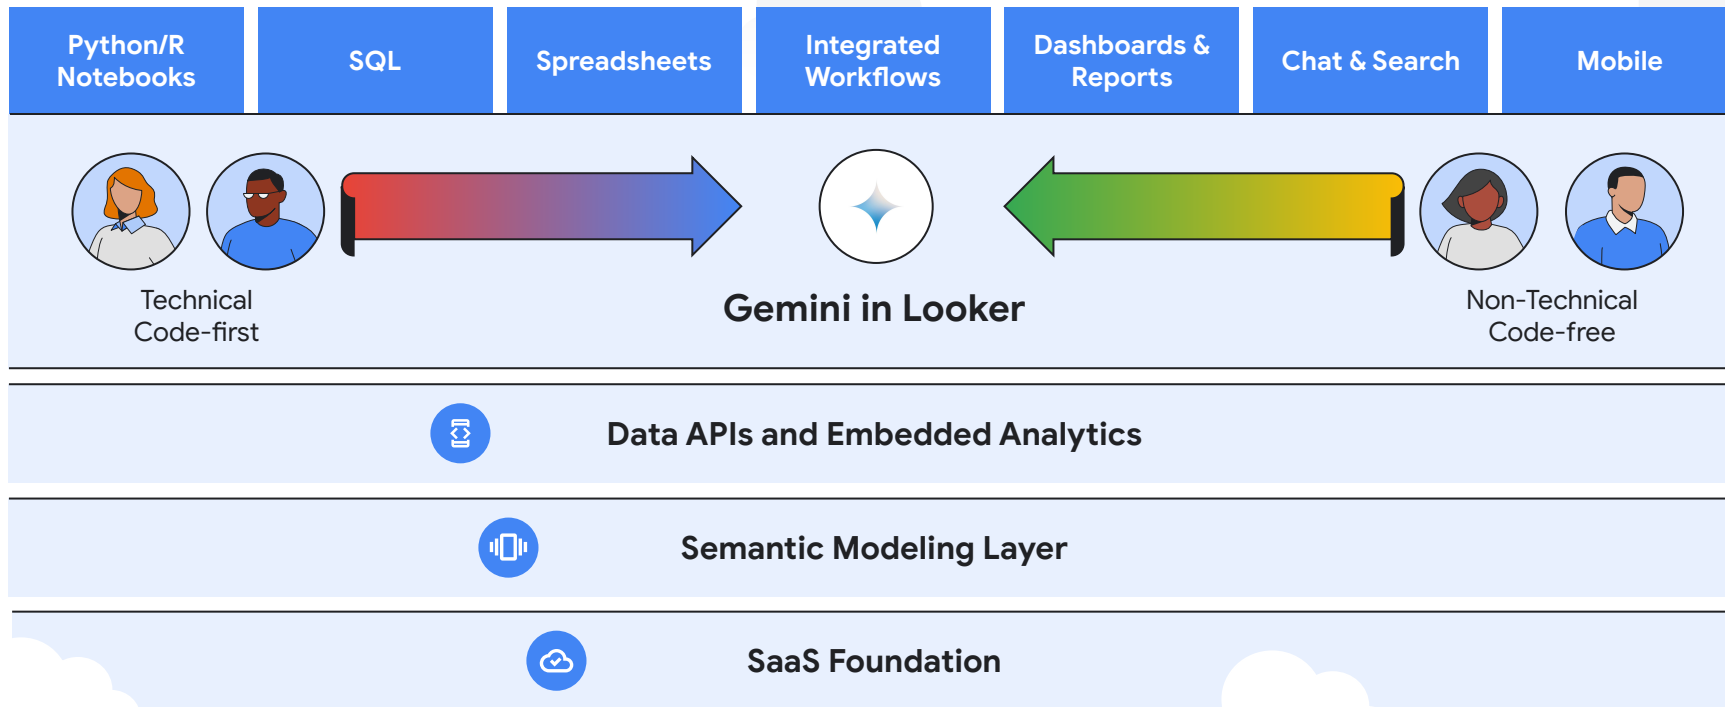 Python/R
Notebooks
SQL
Spreadsheets
Integrated
Workflows
Dashboards &
Reports
Chat & Search
Mobile
Technical
Code-first
Gemini in Looker
Non-Technical
Code-free
Data APIs and Embedded Analytics
Semantic Modeling Layer
SaaS Foundation